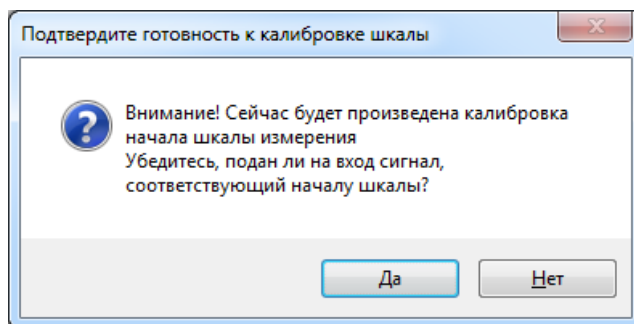 Подтвердите готовность к калибровке шкалы
Внимание! Сейчас будет произведена калибровка
начала шкалы измерения
Убедитесь, подан ли на вход сигнал,
соответствующий началу шкалы?
Да
Нет